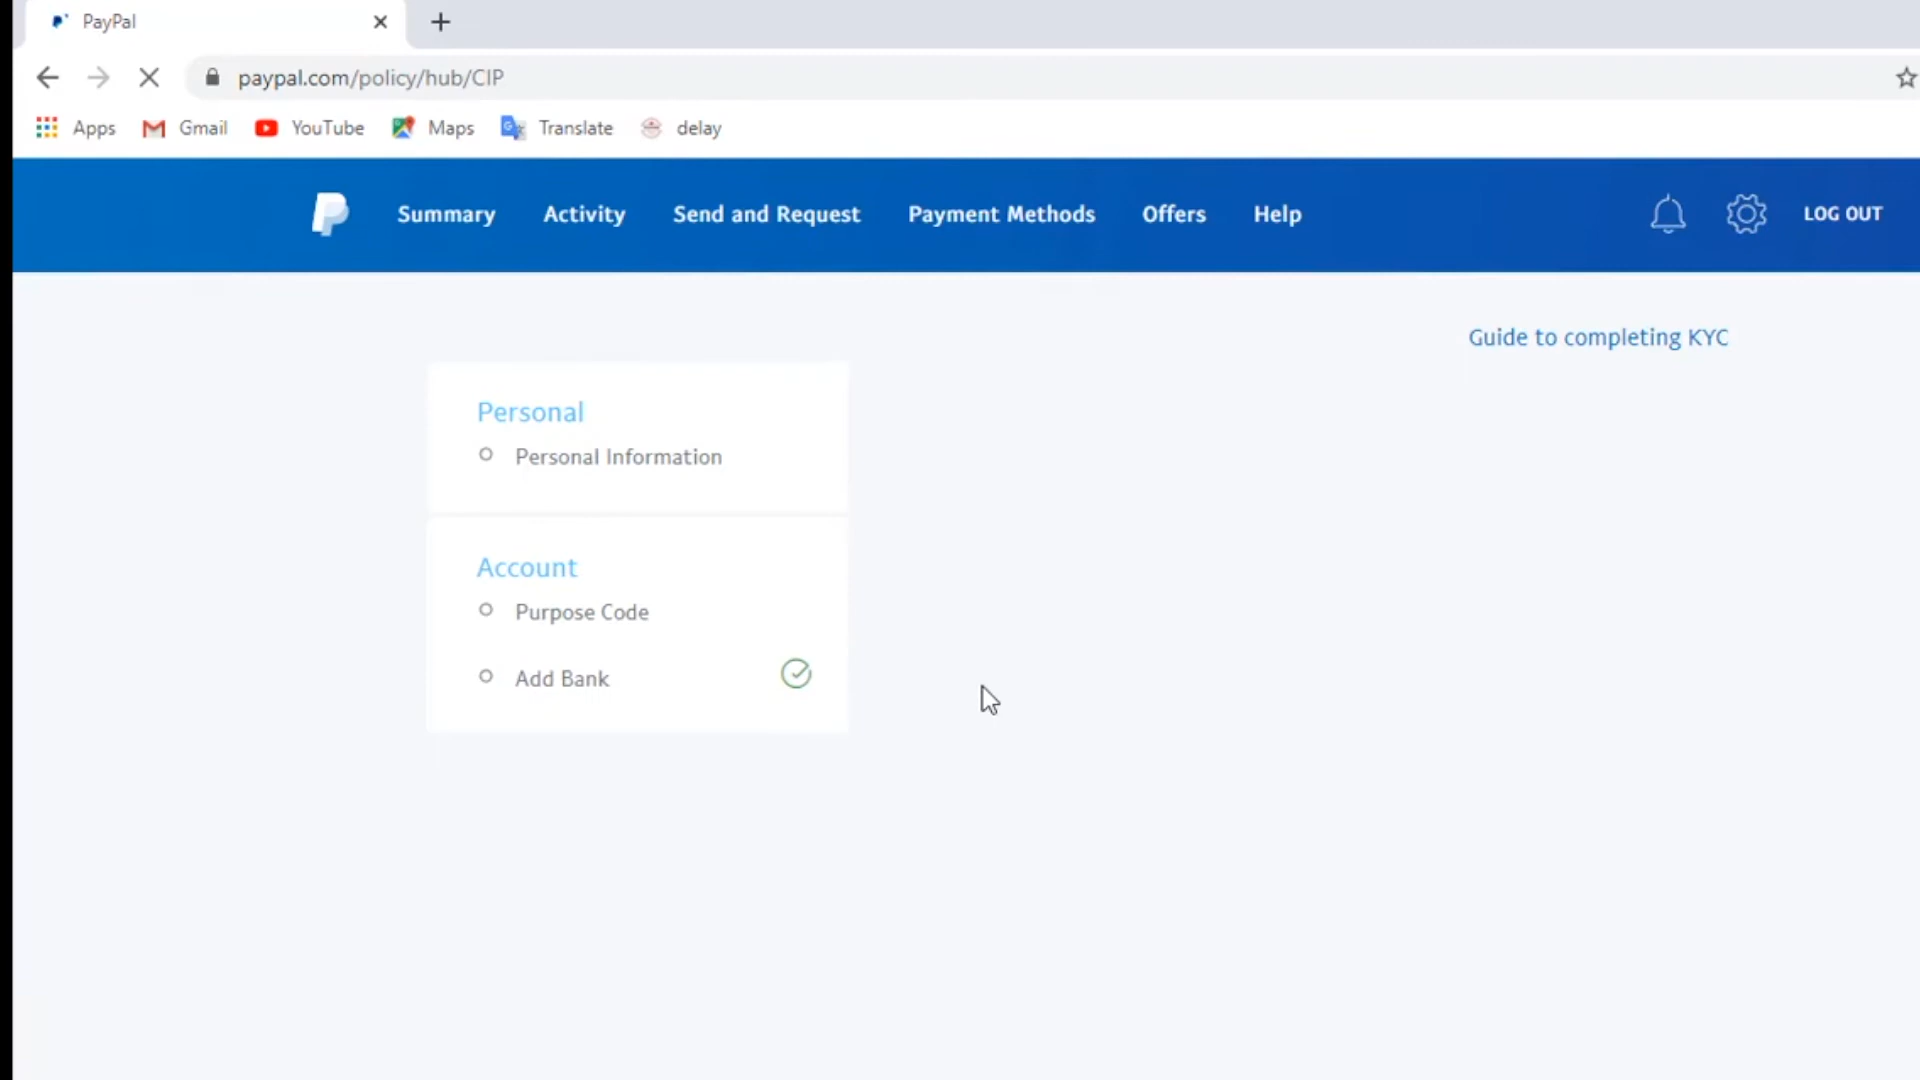 PayPal
paypal.com/policy/hub/CIP
Apps Gmail YouTube Maps Translate delay
Summary Activity Send and Request Payment Methods Offers Help LOG OUT
Guide to completing KYC
Personal
Personal Information
Account
Purpose Code
Add Bank